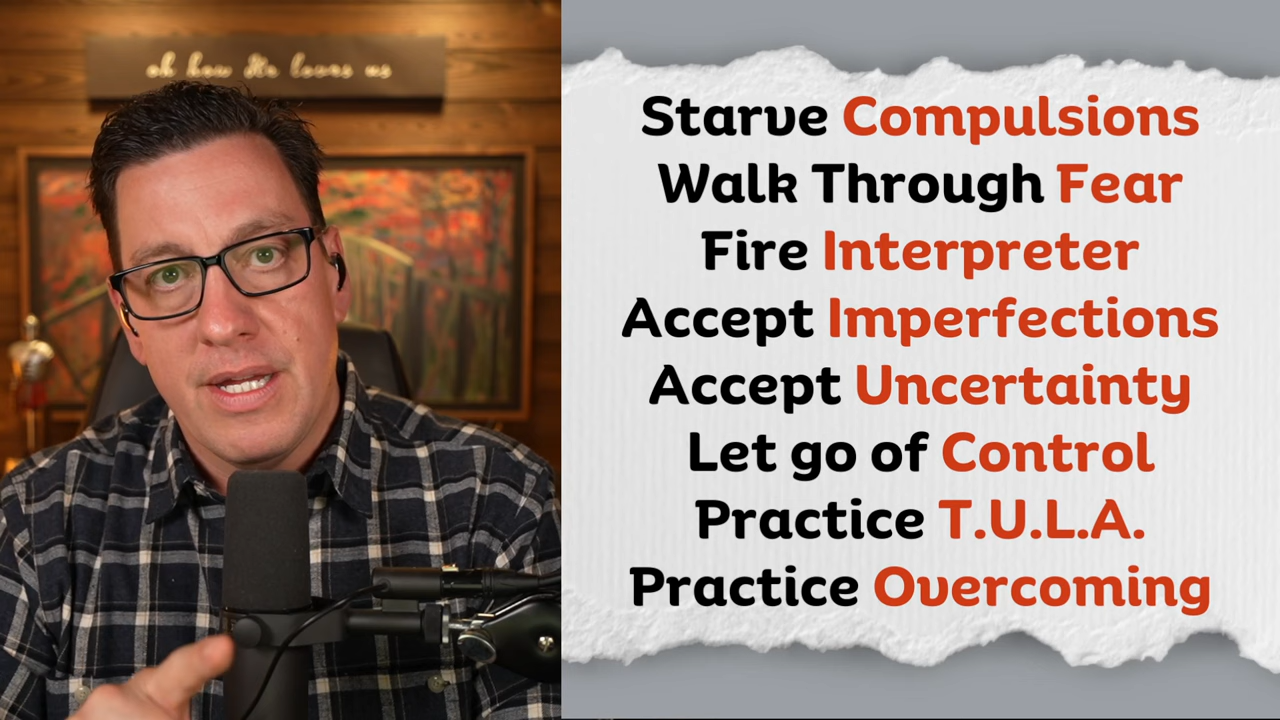 oh how He loves us
Starve Compulsions
Walk Through Fear
Fire Interpreter
Accept Imperfections
Accept Uncertainty
Let go of Control
Practice T.U.L.A.
Practice Overcoming